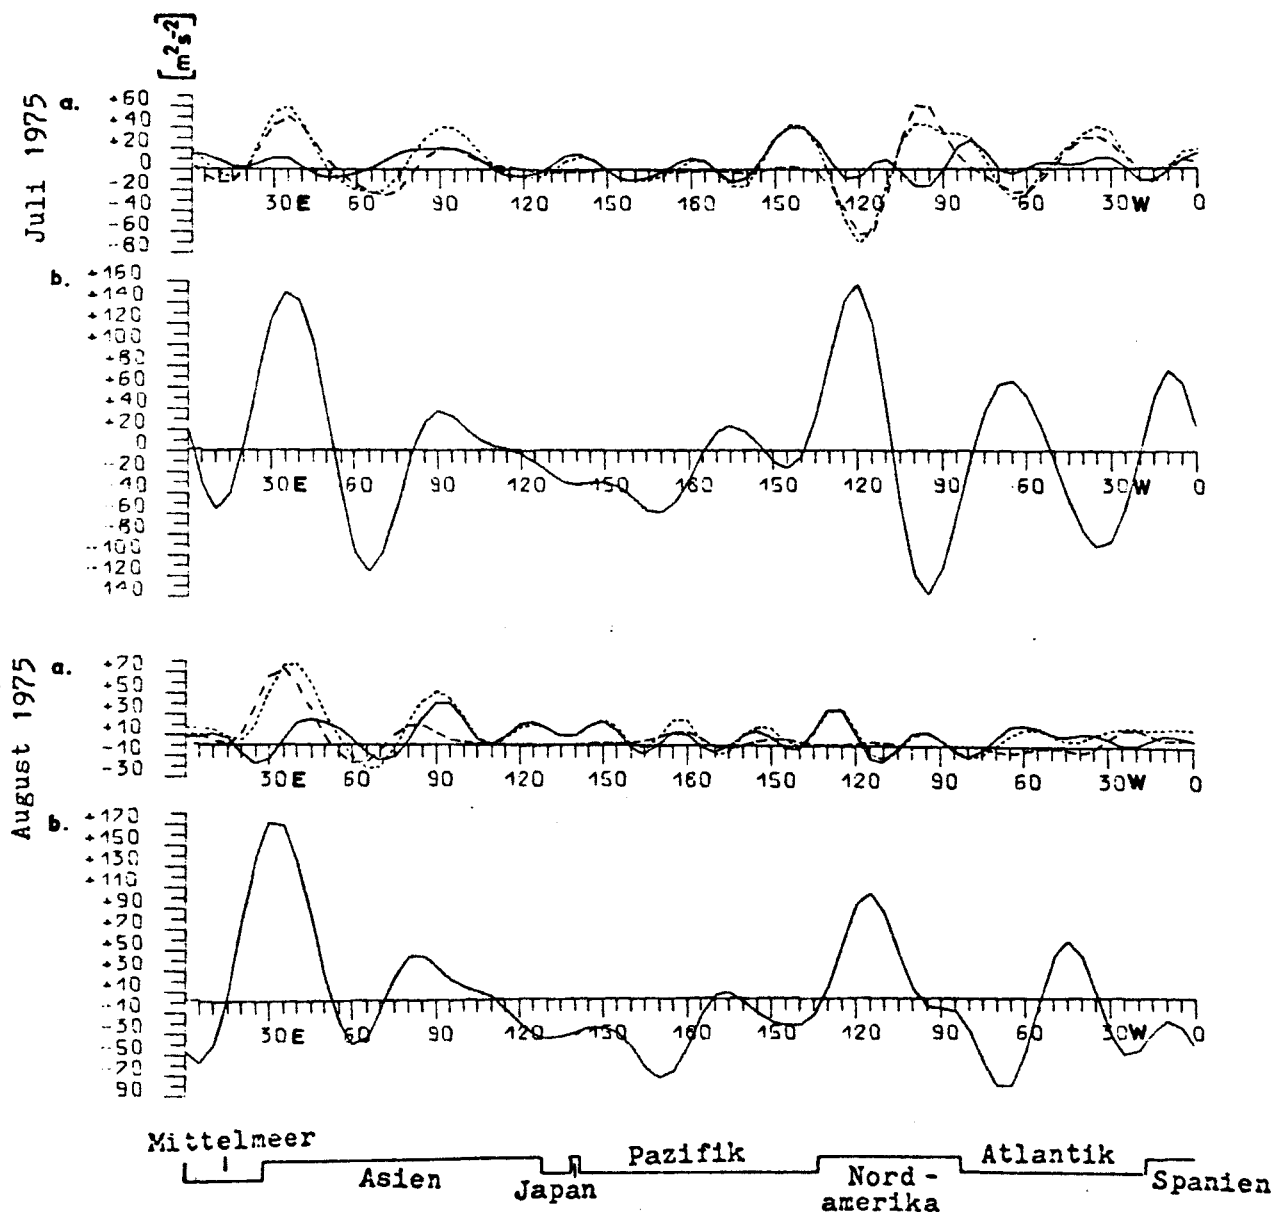 [m²s⁻²]
Juli 1975
a.
+60
+40
+20
0
-20
-40
-60
-80
30E 60 90 120 150 180 150 120 90 60 30W 0
b.
+160
+140
+120
+100
+80
+60
+40
+20
0
-20
-40
-60
-80
-100
-120
140
30E 60 90 120 150 180 150 120 90 60 30W 0
August 1975
a.
+70
+50
+30
+10
-10
-30
30E 60 90 120 150 180 150 120 90 60 30W 0
b.
+170
+150
+130
+110
+90
+70
+50
+30
+10
-10
-30
-50
-70
90
30E 60 90 120 150 180 150 120 90 60 30W 0
Mittelmeer
Asien
Japan
Pazifik
Nord-
amerika
Atlantik
Spanien